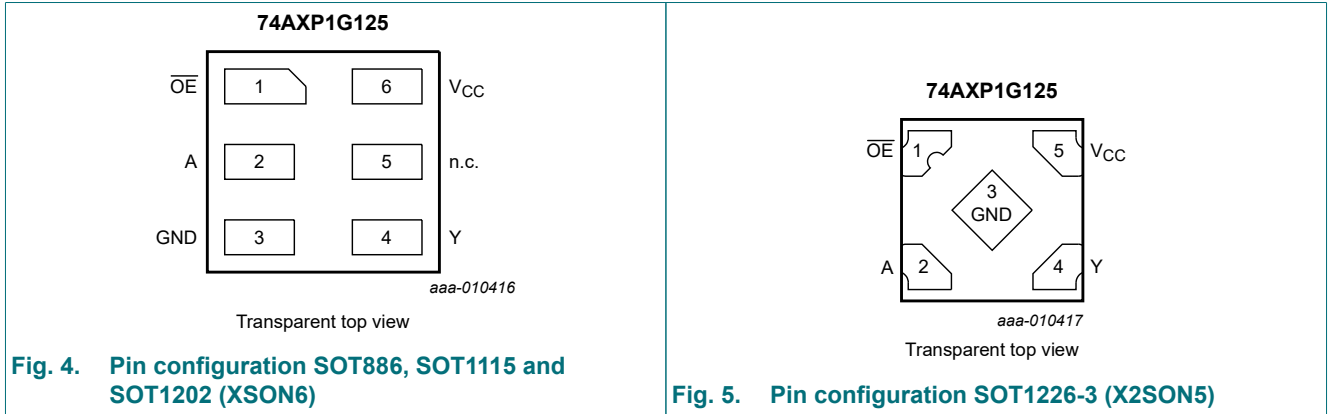 74AXP1G125
O̅E̅ 1 6 VCC
A 2 5 n.c.
GND 3 4 Y
aaa-010416
Transparent top view
Fig. 4. Pin configuration SOT886, SOT1115 and
SOT1202 (XSON6)
74AXP1G125
O̅E̅ 1 5 VCC
3
GND
A 2 4 Y
aaa-010417
Transparent top view
Fig. 5. Pin configuration SOT1226-3 (X2SON5)